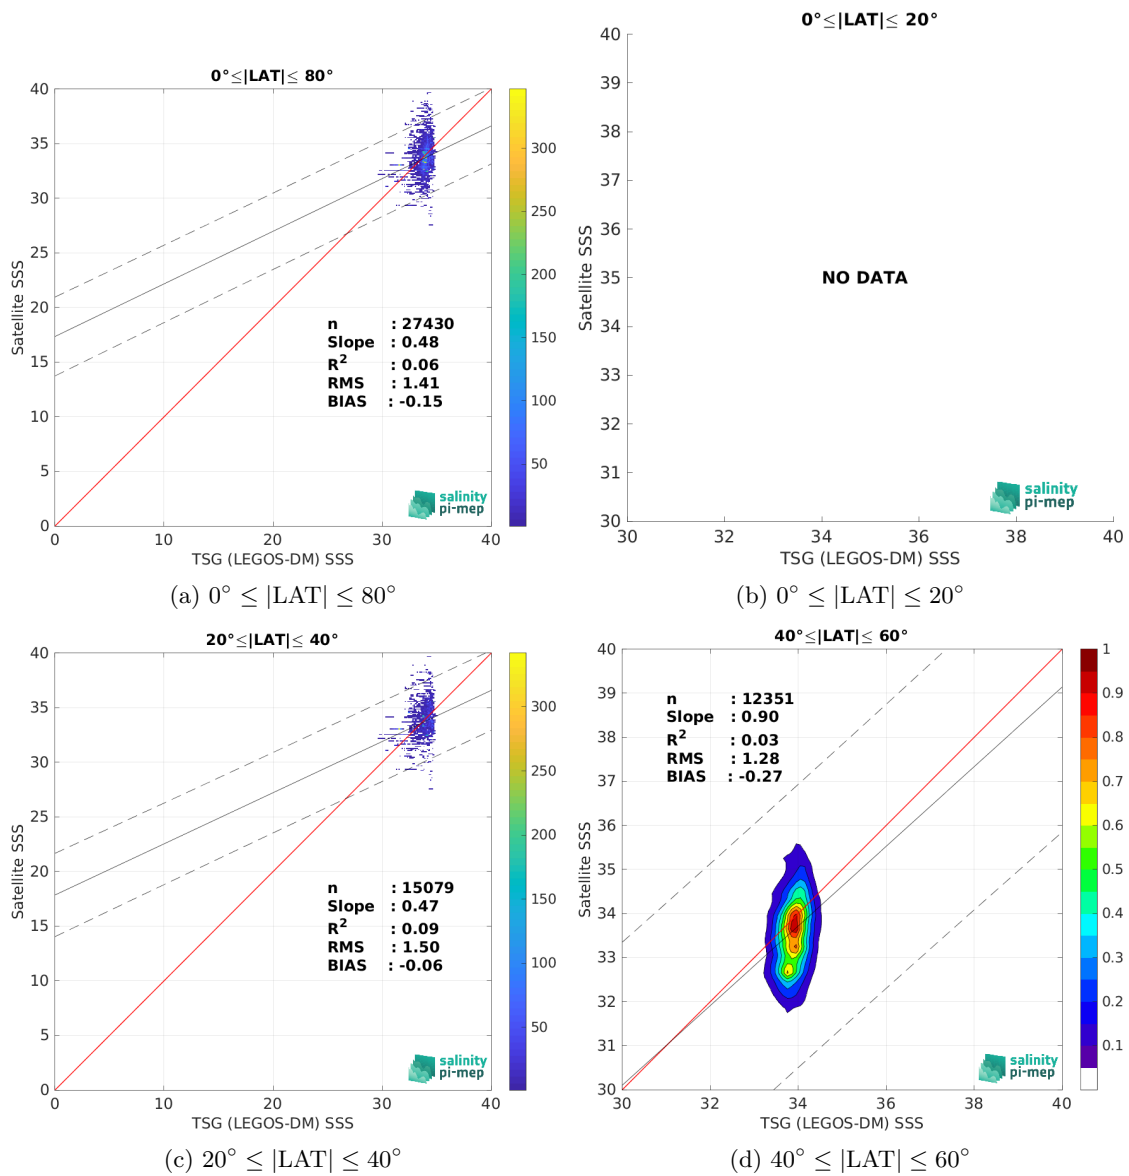 0°≤|LAT|≤ 80°
40
35
30
25
20
15
10
5
0
Satellite SSS
n : 27430
Slope : 0.48
R² : 0.06
RMS : 1.41
BIAS : -0.15
salinity
pi-mep
0 10 20 30 40
TSG (LEGOS-DM) SSS
300
250
200
150
100
50
(a) 0° ≤ |LAT| ≤ 80°
0°≤|LAT|≤ 20°
40
39
38
37
36
35
34
33
32
31
30
Satellite SSS
NO DATA
salinity
pi-mep
30 32 34 36 38 40
TSG (LEGOS-DM) SSS
(b) 0° ≤ |LAT| ≤ 20°
20°≤|LAT|≤ 40°
40
35
30
25
20
15
10
5
0
Satellite SSS
n : 15079
Slope : 0.47
R² : 0.09
RMS : 1.50
BIAS : -0.06
salinity
pi-mep
0 10 20 30 40
TSG (LEGOS-DM) SSS
300
250
200
150
100
50
(c) 20° ≤ |LAT| ≤ 40°
40°≤|LAT|≤ 60°
40
39
38
37
36
35
34
33
32
31
30
Satellite SSS
n : 12351
Slope : 0.90
R² : 0.03
RMS : 1.28
BIAS : -0.27
salinity
pi-mep
30 32 34 36 38 40
TSG (LEGOS-DM) SSS
1
0.9
0.8
0.7
0.6
0.5
0.4
0.3
0.2
0.1
(d) 40° ≤ |LAT| ≤ 60°